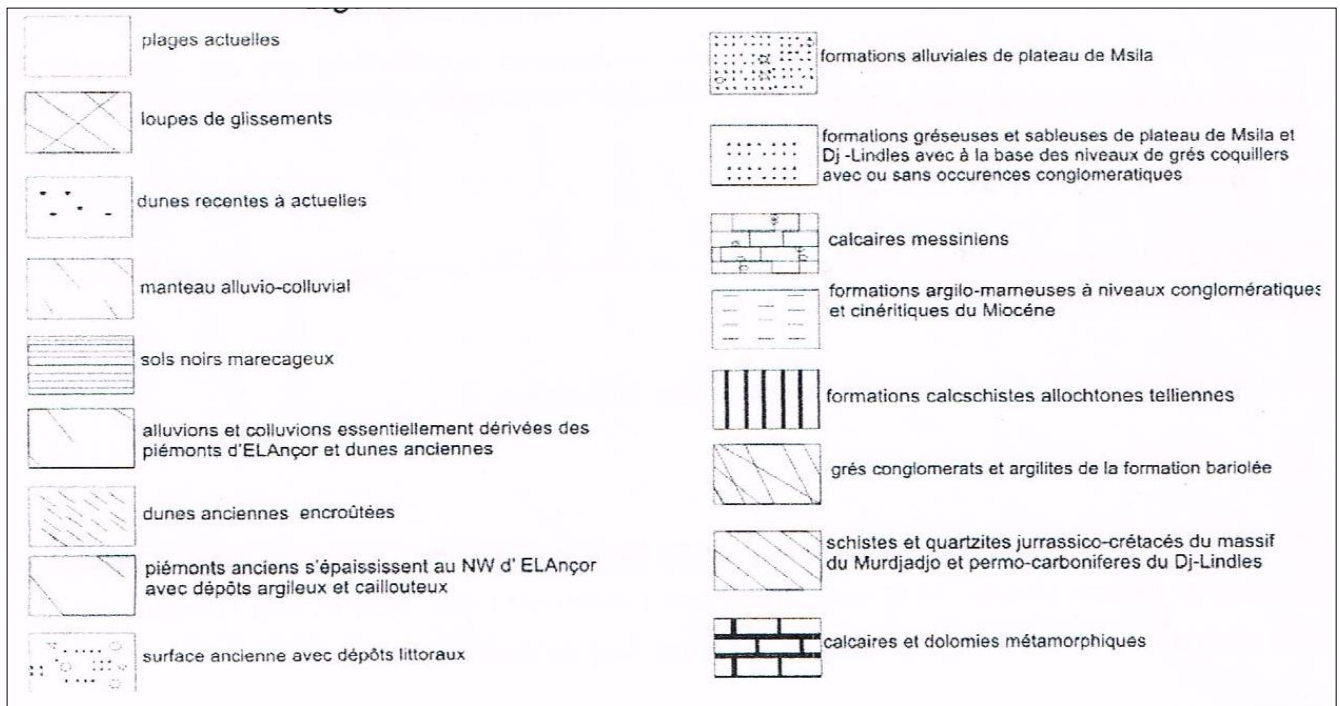 plages actuelles
loupes de glissements
dunes recentes à actuelles
manteau alluvio-colluvial
sols noirs marecageux
alluvions et colluvions essentiellement dérivées des
piémonts d'ELAnçor et dunes anciennes
dunes anciennes encroûtées
piémonts anciens s'épaississent au NW d' ELAnçor
avec dépôts argileux et caillouteux
surface ancienne avec dépôts littoraux
formations alluviales de plateau de Msila
formations gréseuses et sableuses de plateau de Msila et
Dj -Lindles avec à la base des niveaux de grés coquillers
avec ou sans occurences conglomeratiques
calcaires messiniens
formations argilo-marneuses à niveaux conglomératiques
et cinéritiques du Miocéne
formations calcschistes allochtones telliennes
grés conglomerats et argilites de la formation bariolée
schistes et quartzites jurrassico-crétacés du massif
du Murdjadjo et permo-carboniferes du Dj-Lindles
calcaires et dolomies métamorphiques